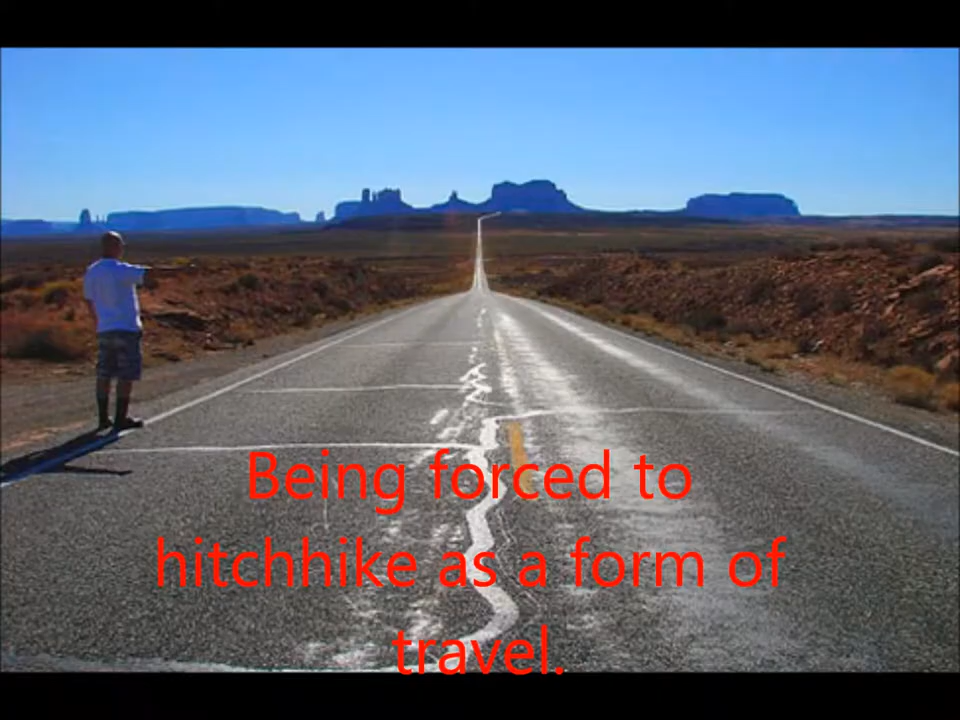 Being forced to
hitchhike as a form of
travel.